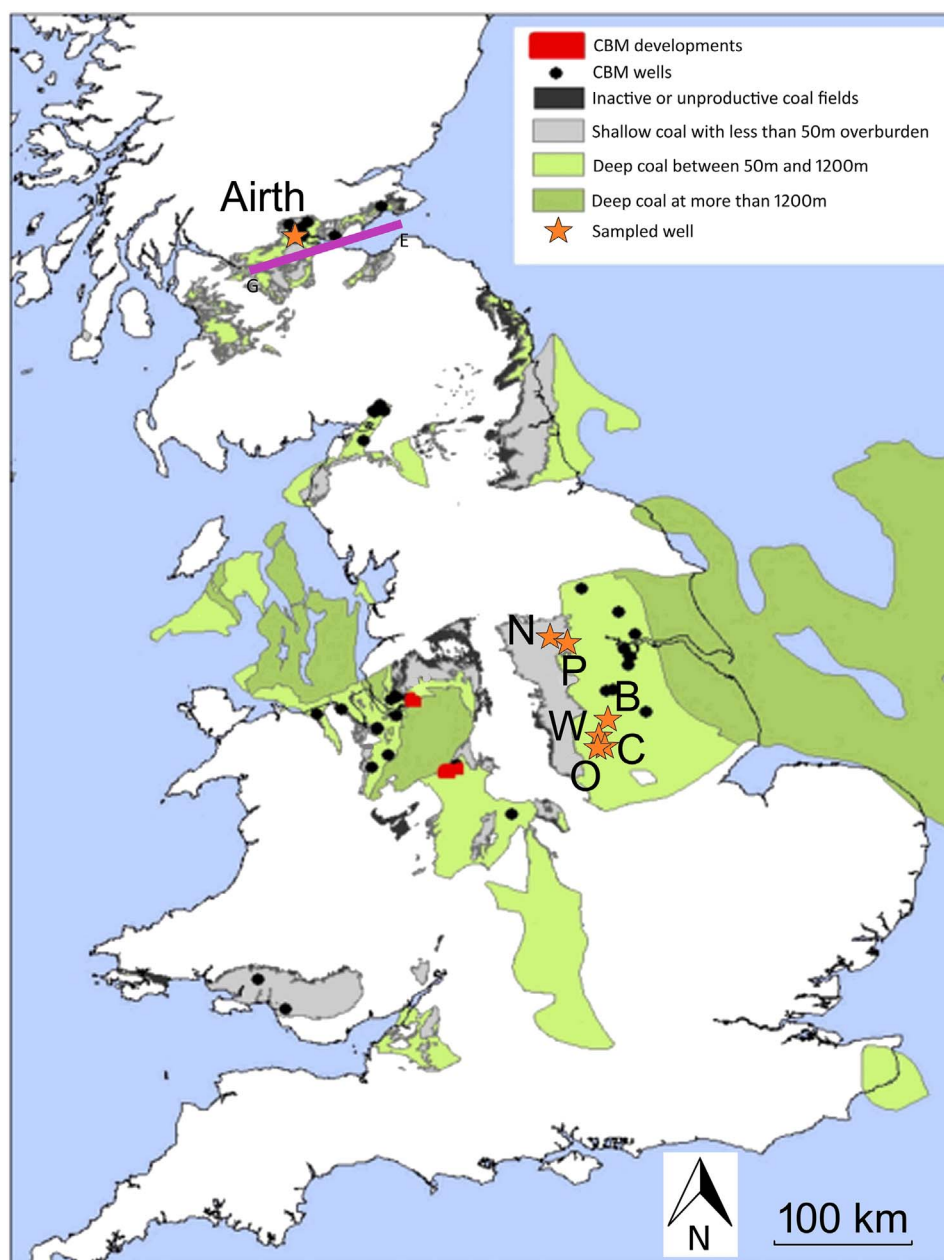 CBM developments
CBM wells
Inactive or unproductive coal fields
Shallow coal with less than 50m overburden
Deep coal between 50m and 1200m
Deep coal at more than 1200m
Sampled well
Airth
E
G
N
P
B
W
C
O
N
100 km